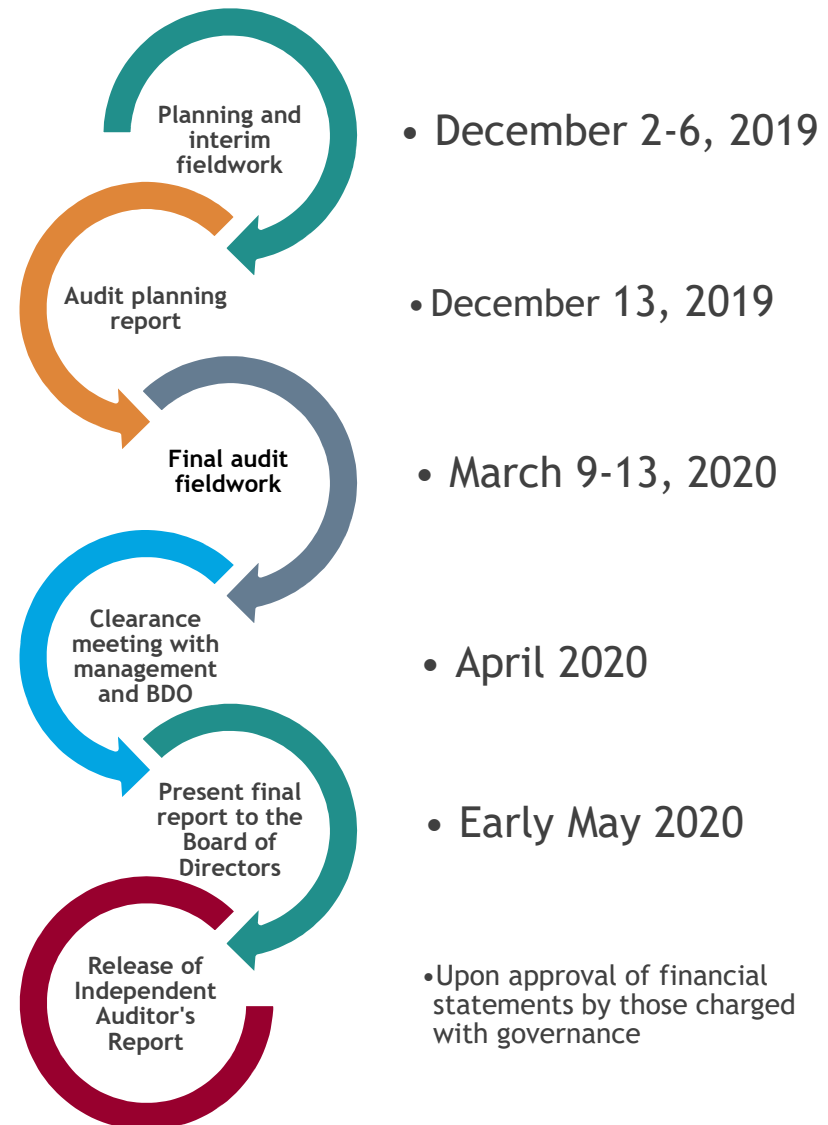 Planning and
interim
fieldwork
• December 2-6, 2019
Audit planning
report
•December 13, 2019
Final audit
fieldwork
• March 9-13, 2020
Clearance
meeting with
management
and BDO
• April 2020
Present final
report to the
Board of
Directors
• Early May 2020
Release of
Independent
Auditor's
Report
•Upon approval of financial
statements by those charged
with governance